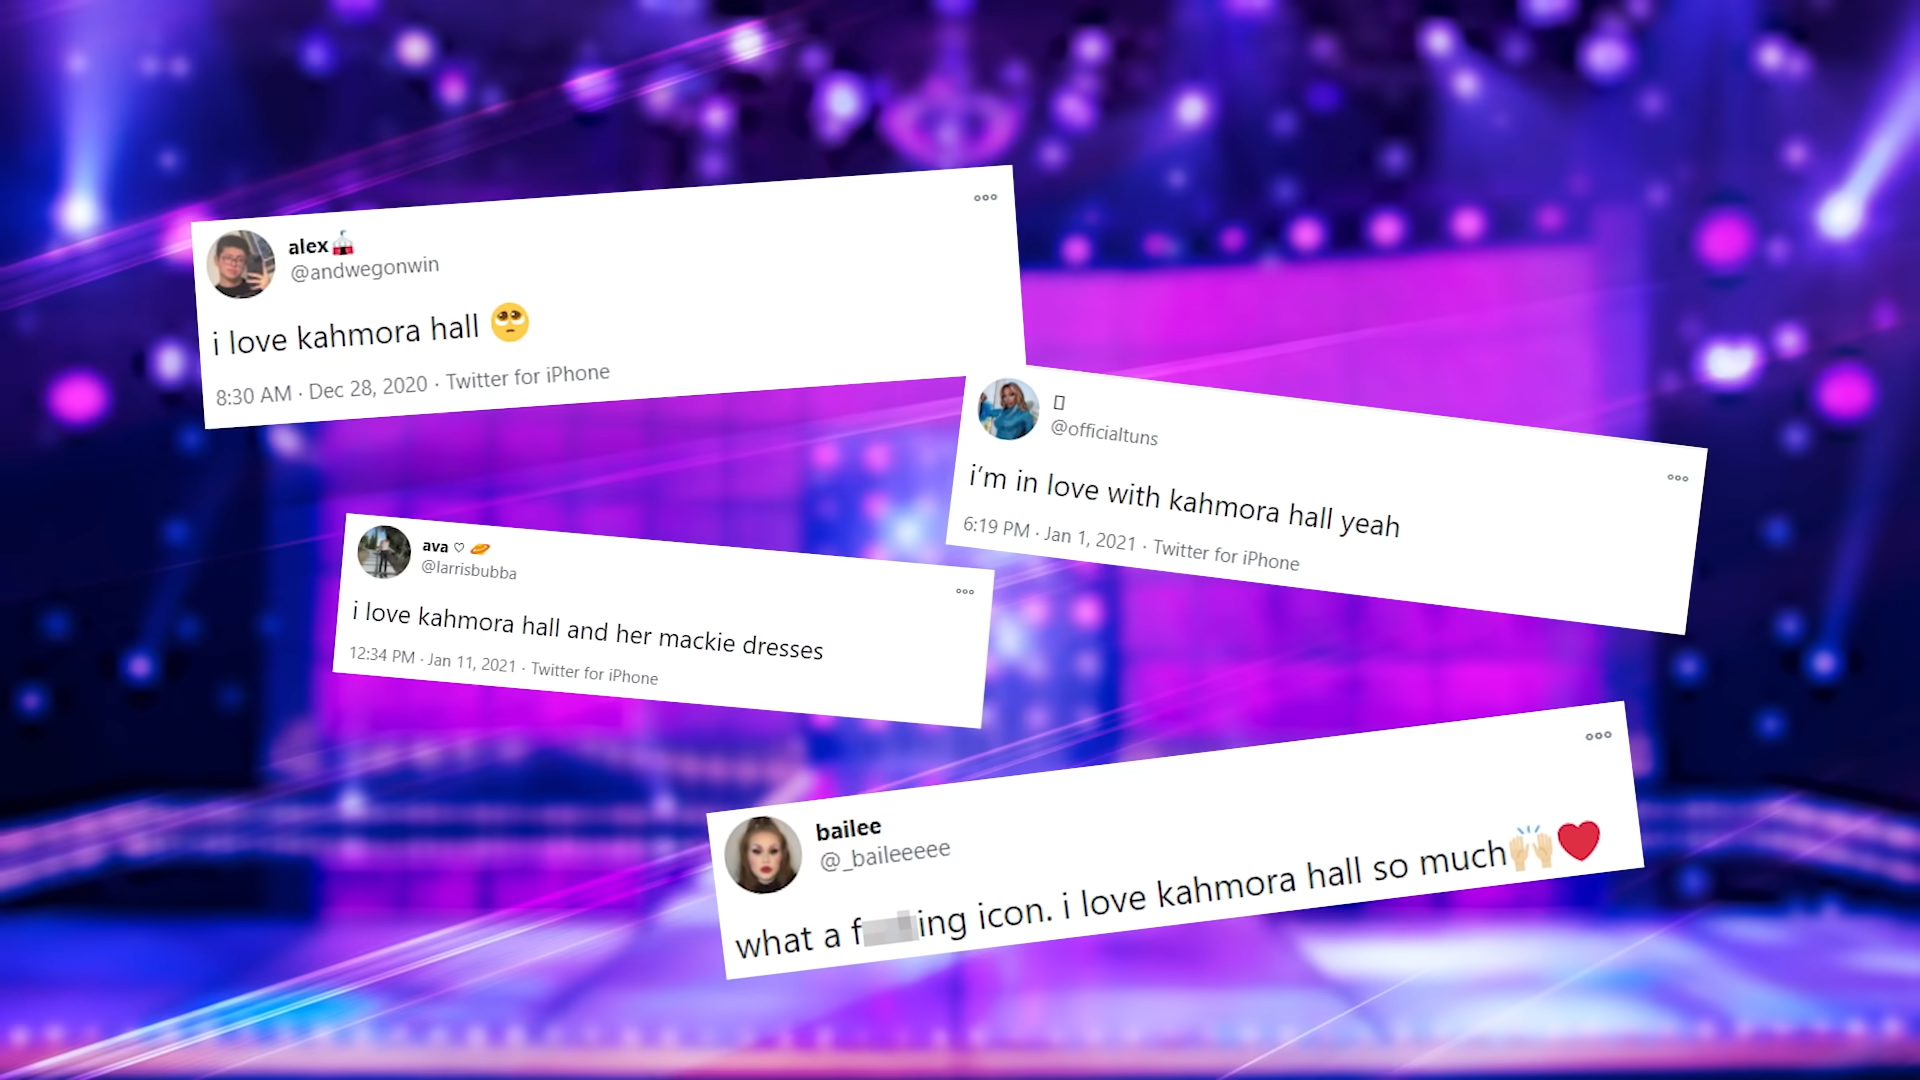 alex
@andwegonwin
i love kahmora hall 🥺
8:30 AM · Dec 28, 2020 · Twitter for iPhone
@officialtuns
i'm in love with kahmora hall yeah
6:19 PM · Jan 1, 2021 · Twitter for iPhone
ava ♡ 🪐
@larrisbubba
i love kahmora hall and her mackie dresses
12:34 PM · Jan 11, 2021 · Twitter for iPhone
bailee
@_baileeeee
what a f ing icon. i love kahmora hall so much🙌🏼❤️